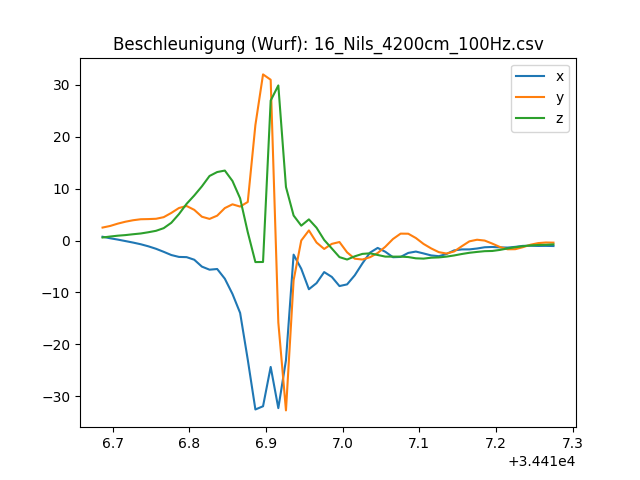 Beschleunigung (Wurf): 16_Nils_4200cm_100Hz.csv
x
y
z
30
20
10
0
−10
−20
−30
6.7 6.8 6.9 7.0 7.1 7.2 7.3
+3.441e4